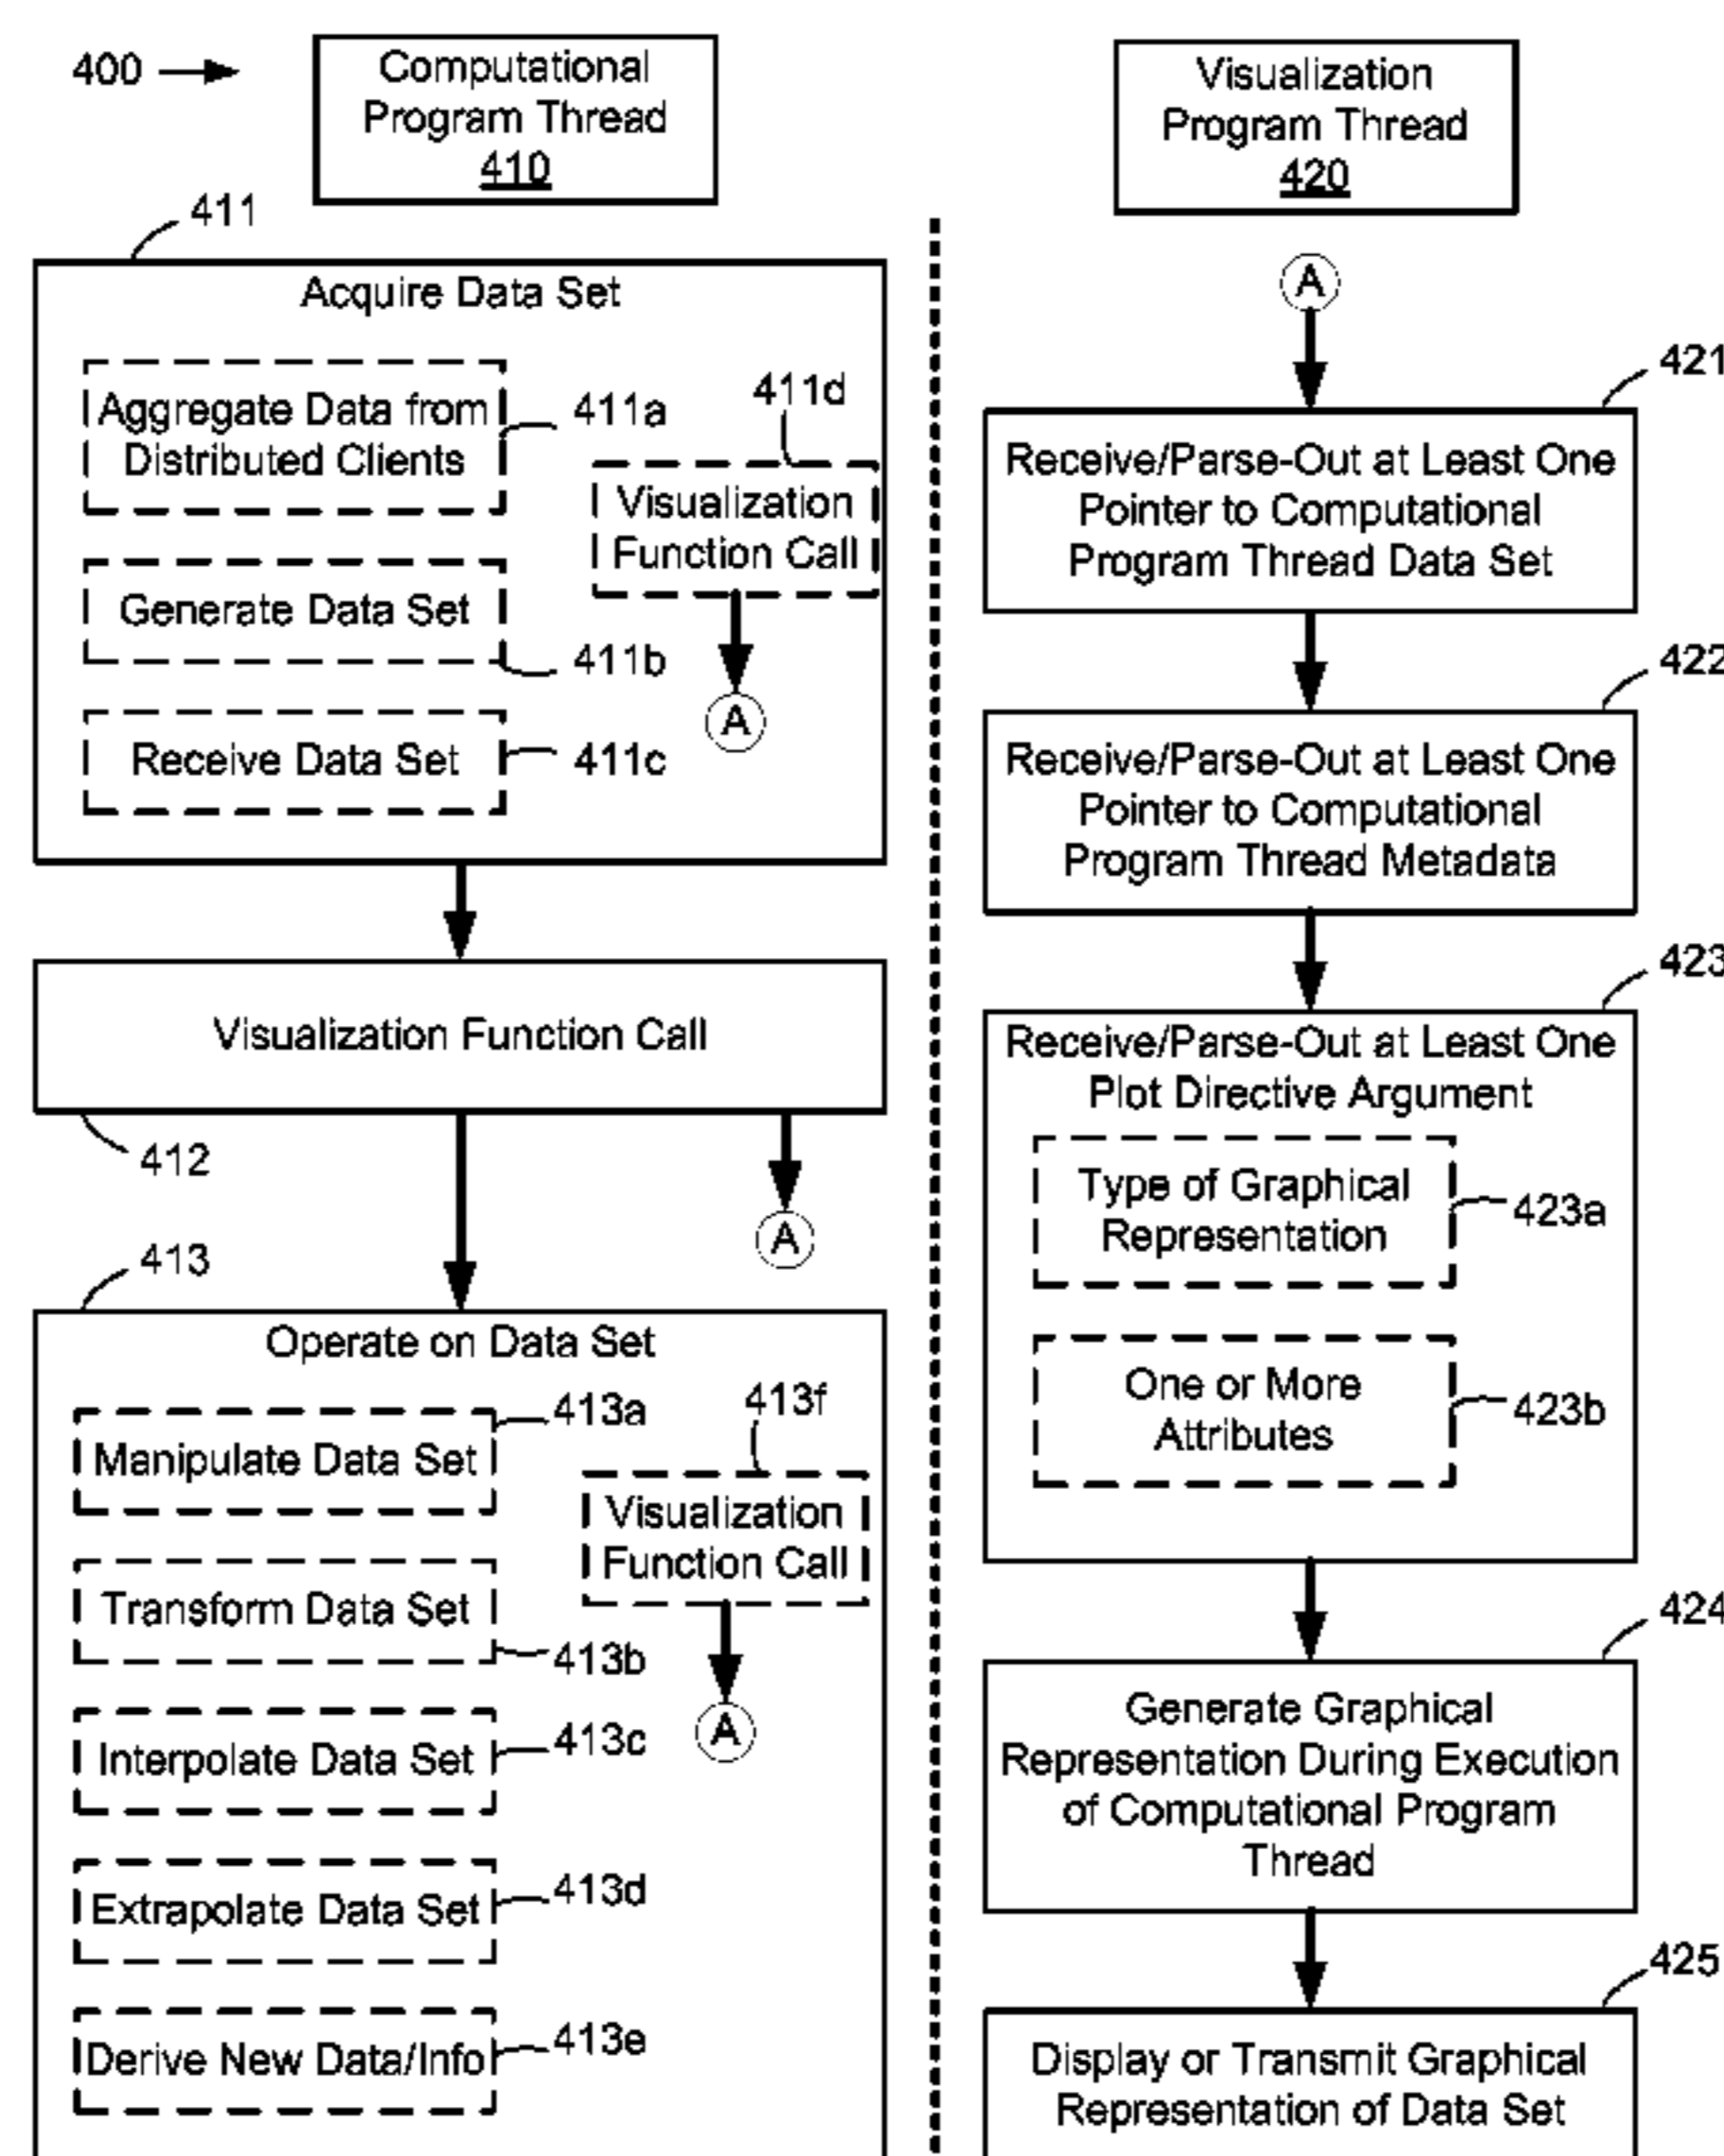 400
Computational
Program Thread
410
411
Acquire Data Set
Aggregate Data from
Distributed Clients
411a
Generate Data Set
411b
Receive Data Set
411c
411d
Visualization
Function Call
A
Visualization Function Call
412
A
413
Operate on Data Set
Manipulate Data Set
413a
Transform Data Set
413b
Interpolate Data Set
413c
Extrapolate Data Set
413d
Derive New Data/Info
413e
413f
Visualization
Function Call
A
Visualization
Program Thread
420
A
421
Receive/Parse-Out at Least One
Pointer to Computational
Program Thread Data Set
422
Receive/Parse-Out at Least One
Pointer to Computational
Program Thread Metadata
423
Receive/Parse-Out at Least One
Plot Directive Argument
Type of Graphical
Representation
423a
One or More
Attributes
423b
424
Generate Graphical
Representation During Execution
of Computational Program
Thread
425
Display or Transmit Graphical
Representation of Data Set